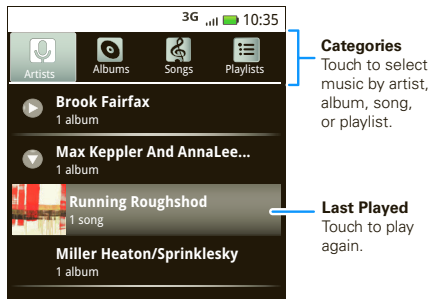 3G 10:35
Artists Albums Songs Playlists
Brook Fairfax
1 album
Max Keppler And AnnaLee...
1 album
Running Roughshod
1 song
Miller Heaton/Sprinklesky
1 album
Categories
Touch to select
music by artist,
album, song,
or playlist.
Last Played
Touch to play
again.